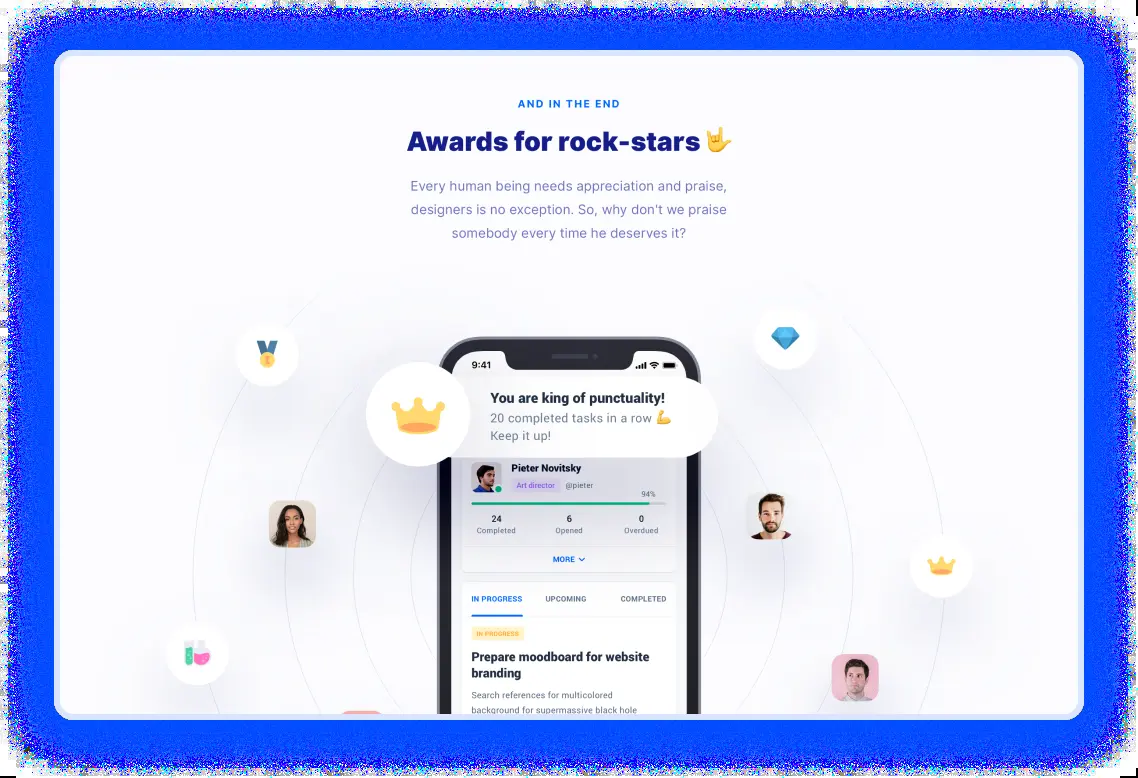 AND IN THE END
Awards for rock-stars 🤟
Every human being needs appreciation and praise,
designers is no exception. So, why don't we praise
somebody every time he deserves it?
9:41
You are king of punctuality!
20 completed tasks in a row 💪
Keep it up!
Pieter Novitsky
Art director @pieter
94%
24 6 0
Completed Opened Overdued
MORE
IN PROGRESS UPCOMING COMPLETED
IN PROGRESS
Prepare moodboard for website
branding
Search references for multicolored
background for supermassive black hole